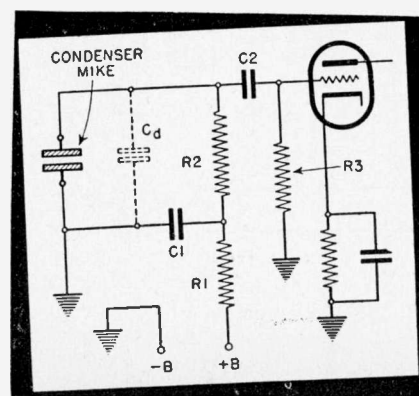 CONDENSER
MIKE
C2
Cd
R2
R3
C1
R1
-B
+B